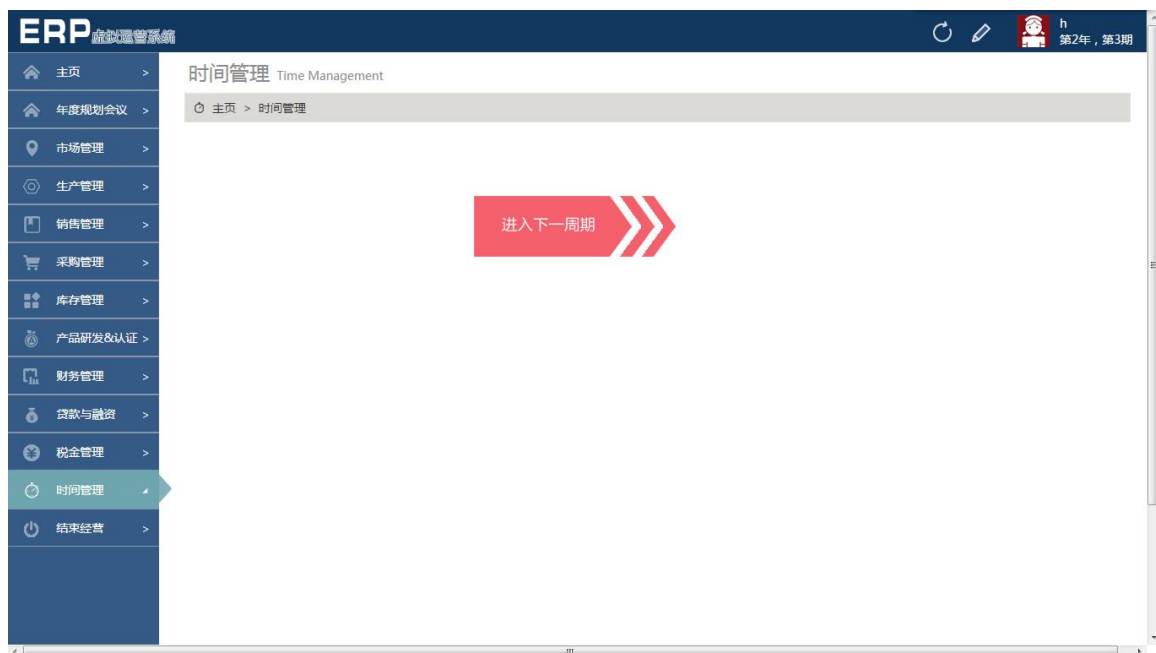 ERP虚拟运营系统
h
第2年，第3期
主页 >
年度规划会议 >
市场管理 >
生产管理 >
销售管理 >
采购管理 >
库存管理 >
产品研发&认证 >
财务管理 >
贷款与融资 >
税金管理 >
时间管理
结束经营 >
时间管理 Time Management
主页 > 时间管理
进入下一周期